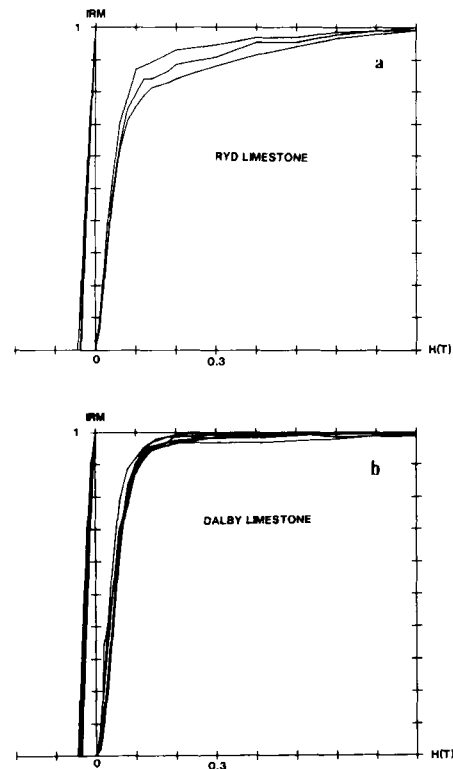 IRM
1
a
RYD LIMESTONE
0
0.3
H(T)
IRM
1
b
DALBY LIMESTONE
0
0.3
H(T)